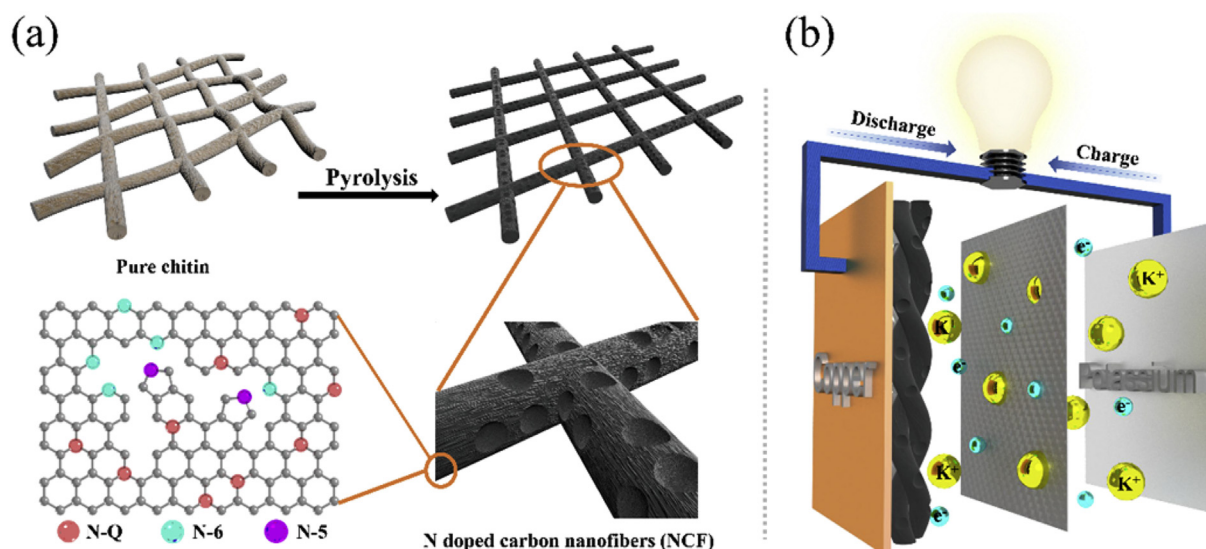 (a)
(b)
Pyrolysis
Pure chitin
N-Q
N-6
N-5
N doped carbon nanofibers (NCF)
Discharge
Charge
e-
K+
K
e-
e-
K+
e-
K+
Copper
Potassium